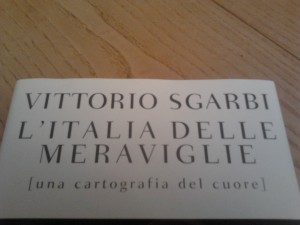 VITTORIO SGARBI
L'ITALIA DELLE
MERAVIGLIE
[una cartografia del cuore]